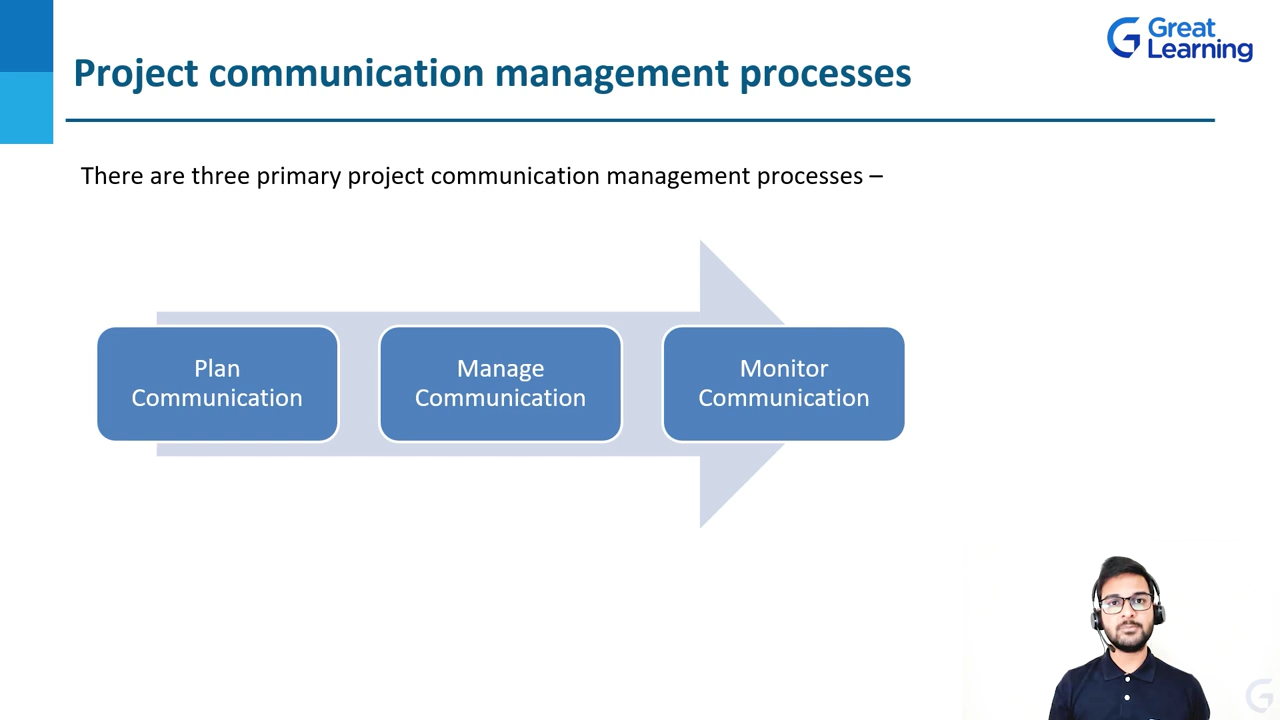 Great
Learning
Project communication management processes
There are three primary project communication management processes –
Plan
Communication
Manage
Communication
Monitor
Communication